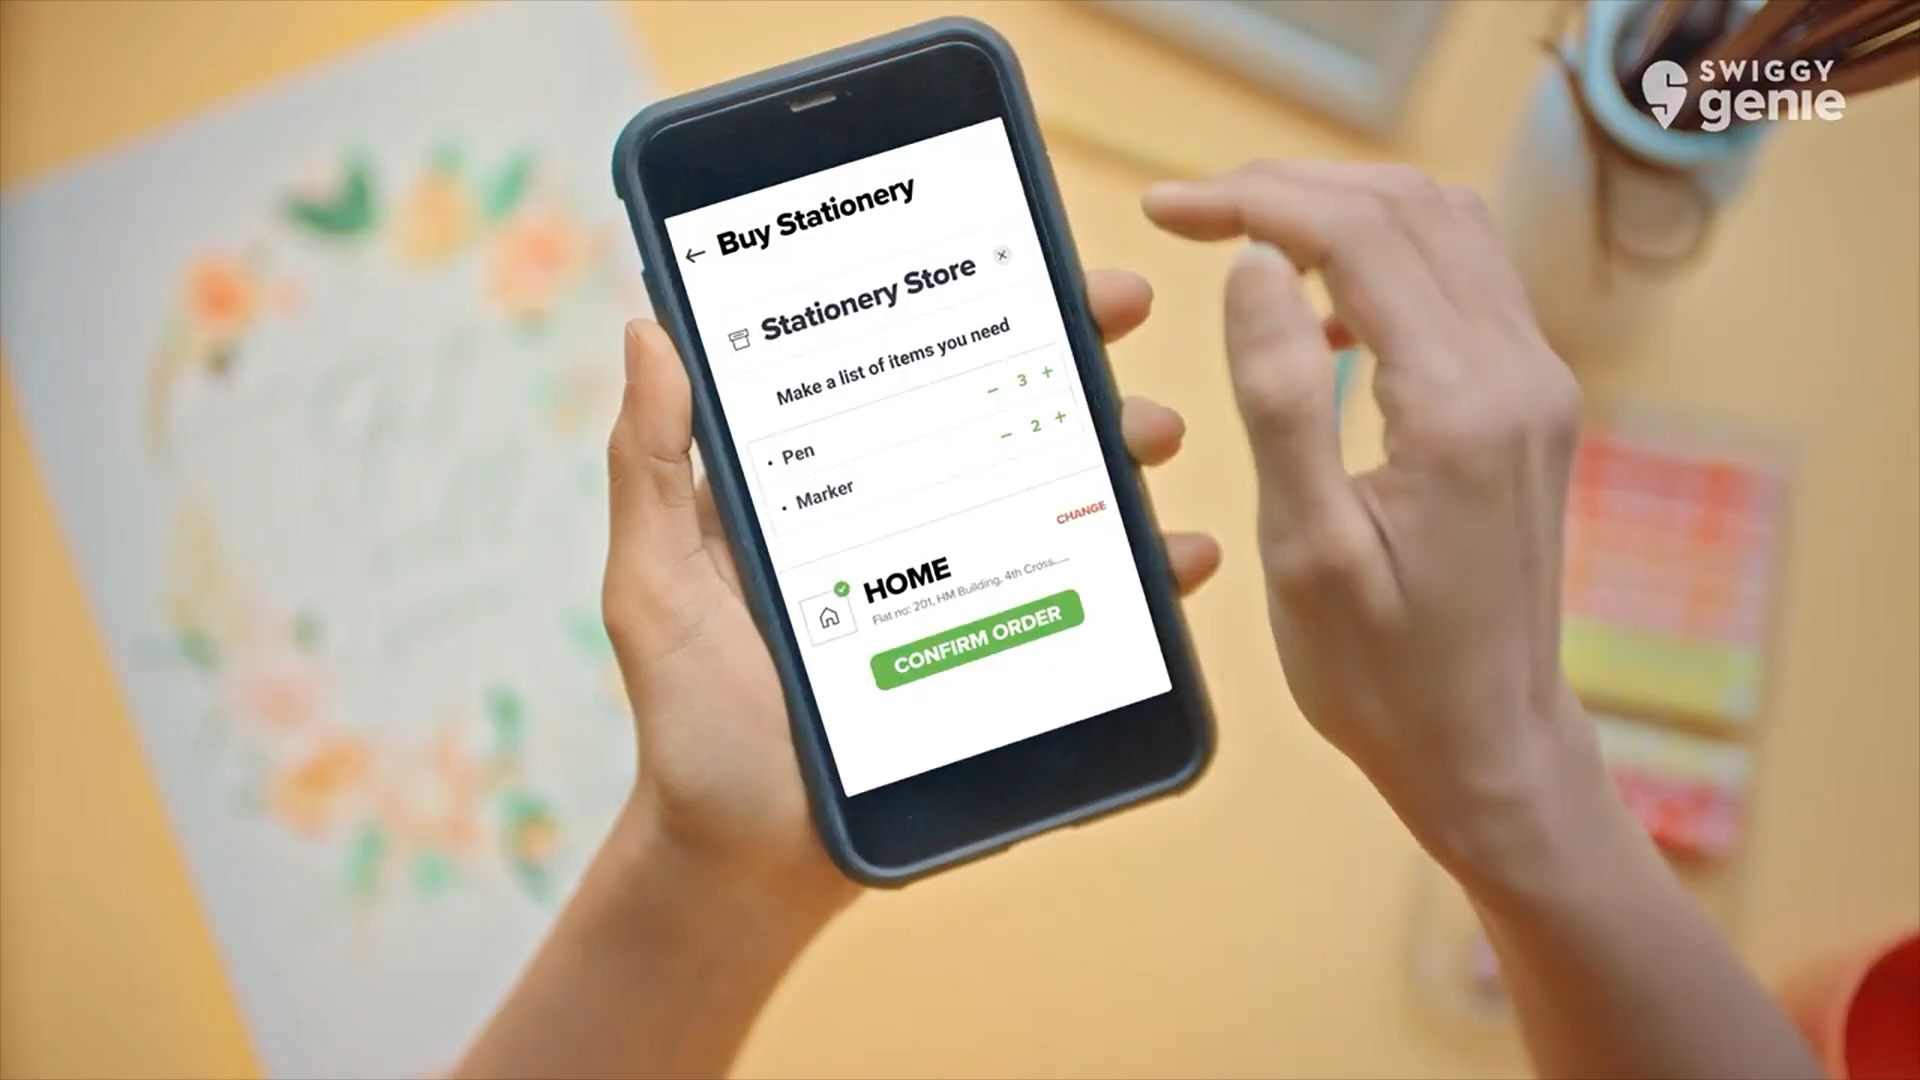 SWIGGY
genie
← Buy Stationery
Stationery Store
Make a list of items you need
• Pen − 3 +
• Marker − 2 +
CHANGE
HOME
Flat no: 201, HM Building, 4th Cross.....
CONFIRM ORDER